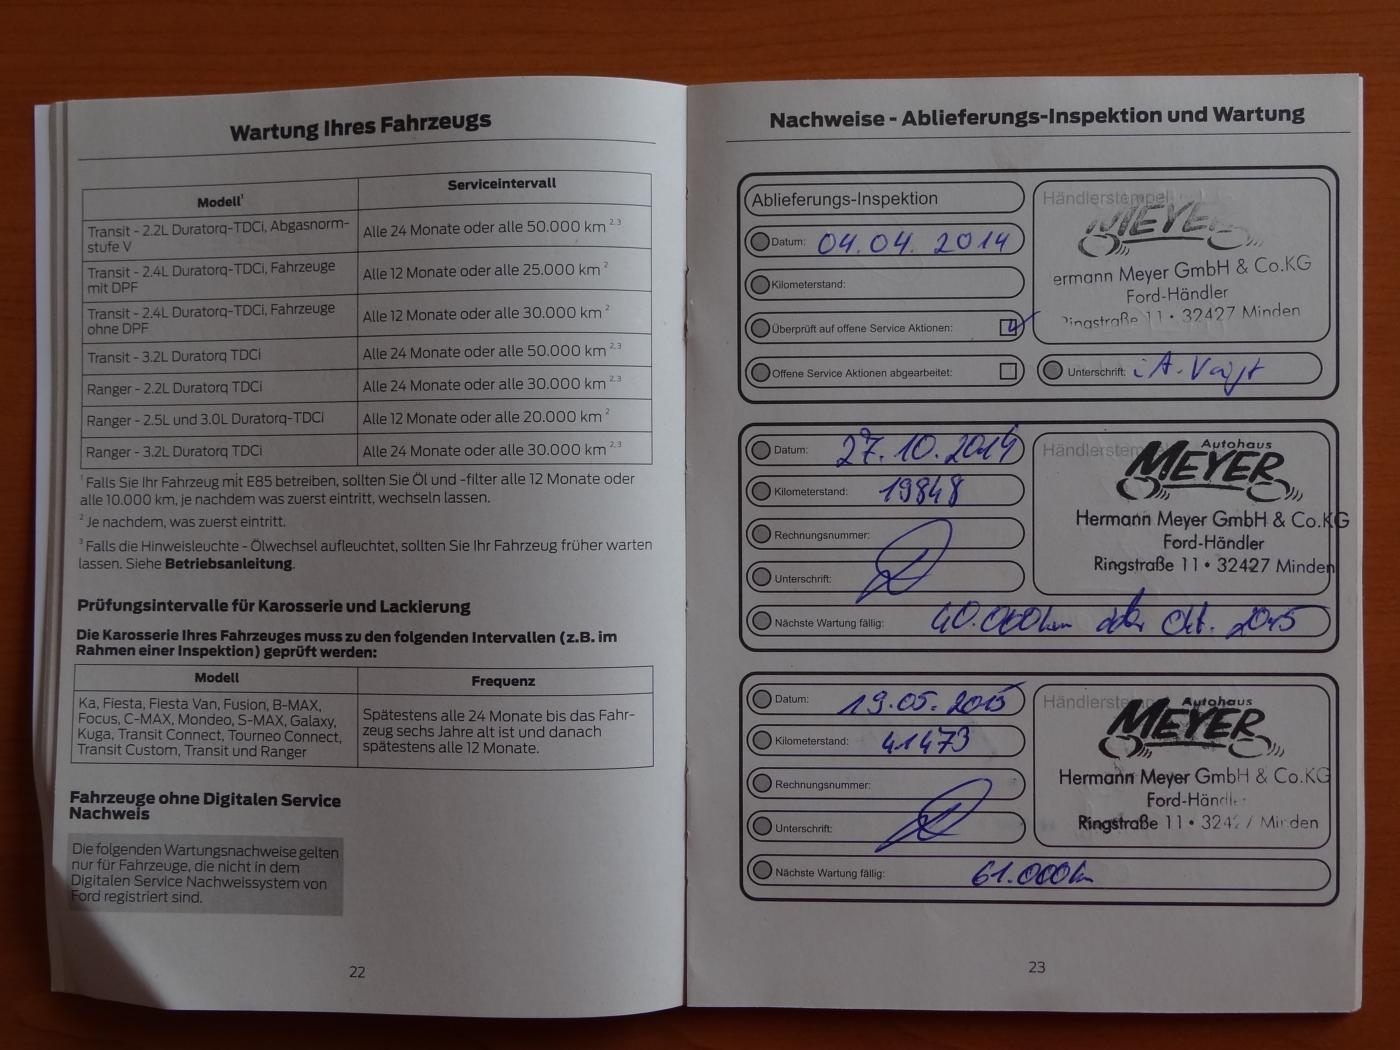 Wartung Ihres Fahrzeugs
Modell¹
Serviceintervall
Transit - 2.2L Duratorq-TDCi, Abgasnorm-
stufe V
Alle 24 Monate oder alle 50.000 km ²·³
Transit - 2.4L Duratorq-TDCi, Fahrzeuge
mit DPF
Alle 12 Monate oder alle 25.000 km ²
Transit - 2.4L Duratorq-TDCi, Fahrzeuge
ohne DPF
Alle 12 Monate oder alle 30.000 km ²
Transit - 3.2L Duratorq TDCi
Alle 24 Monate oder alle 50.000 km ²·³
Ranger - 2.2L Duratorq TDCi
Alle 24 Monate oder alle 30.000 km ²·³
Ranger - 2.5L und 3.0L Duratorq-TDCi
Alle 12 Monate oder alle 20.000 km ²
Ranger - 3.2L Duratorq TDCi
Alle 24 Monate oder alle 30.000 km ²·³
¹ Falls Sie Ihr Fahrzeug mit E85 betreiben, sollten Sie Öl und -filter alle 12 Monate oder
alle 10.000 km, je nachdem was zuerst eintritt, wechseln lassen.
² Je nachdem, was zuerst eintritt.
³ Falls die Hinweisleuchte - Ölwechsel aufleuchtet, sollten Sie Ihr Fahrzeug früher warten
lassen. Siehe Betriebsanleitung.
Prüfungsintervalle für Karosserie und Lackierung
Die Karosserie Ihres Fahrzeuges muss zu den folgenden Intervallen (z.B. im
Rahmen einer Inspektion) geprüft werden:
Modell
Frequenz
Ka, Fiesta, Fiesta Van, Fusion, B-MAX,
Focus, C-MAX, Mondeo, S-MAX, Galaxy,
Kuga, Transit Connect, Tourneo Connect,
Transit Custom, Transit und Ranger
Spätestens alle 24 Monate bis das Fahr-
zeug sechs Jahre alt ist und danach
spätestens alle 12 Monate.
Fahrzeuge ohne Digitalen Service
Nachweis
Die folgenden Wartungsnachweise gelten
nur für Fahrzeuge, die nicht in dem
Digitalen Service Nachweissystem von
Ford registriert sind.
22
Nachweise - Ablieferungs-Inspektion und Wartung
Ablieferungs-Inspektion
Datum: 04.04.2014
Kilometerstand:
Überprüft auf offene Service Aktionen:
Offene Service Aktionen abgearbeitet:
Händlerstempel
MEYER
ermann Meyer GmbH & Co.KG
Ford-Händler
Ringstraße 11 • 32427 Minden
Unterschrift: i.A.
Datum: 27.10.2014
Kilometerstand: 19848
Rechnungsnummer:
Unterschrift:
Nächste Wartung fällig: 40.000km oder Okt. 2015
Händlerstem
Autohaus
MEYER
Hermann Meyer GmbH & Co.KG
Ford-Händler
Ringstraße 11 • 32427 Minden
Datum: 19.05.2015
Kilometerstand: 41473
Rechnungsnummer:
Unterschrift:
Nächste Wartung fällig: 61.000km
Händlerstemp
Autohaus
MEYER
Hermann Meyer GmbH & Co.KG
Ford-Händl
Ringstraße 11 • 32427 Minden
23